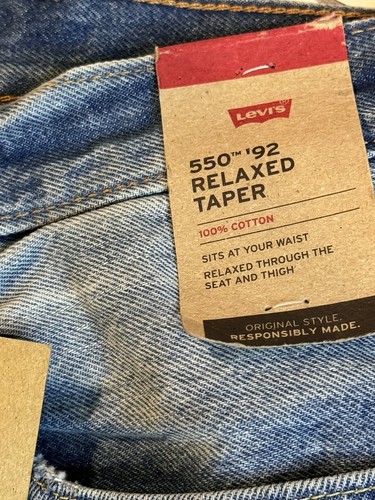 Levi's
550™ '92
RELAXED
TAPER
100% COTTON
SITS AT YOUR WAIST
RELAXED THROUGH THE
SEAT AND THIGH
ORIGINAL STYLE.
RESPONSIBLY MADE.